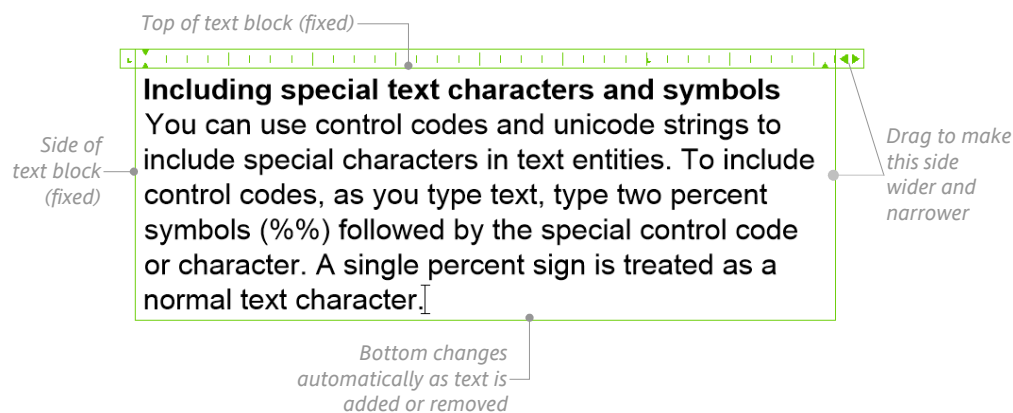 Top of text block (fixed)
Including special text characters and symbols
You can use control codes and unicode strings to
include special characters in text entities. To include
control codes, as you type text, type two percent
symbols (%%) followed by the special control code
or character. A single percent sign is treated as a
normal text character.
Side of
text block
(fixed)
Drag to make
this side
wider and
narrower
Bottom changes
automatically as text is
added or removed